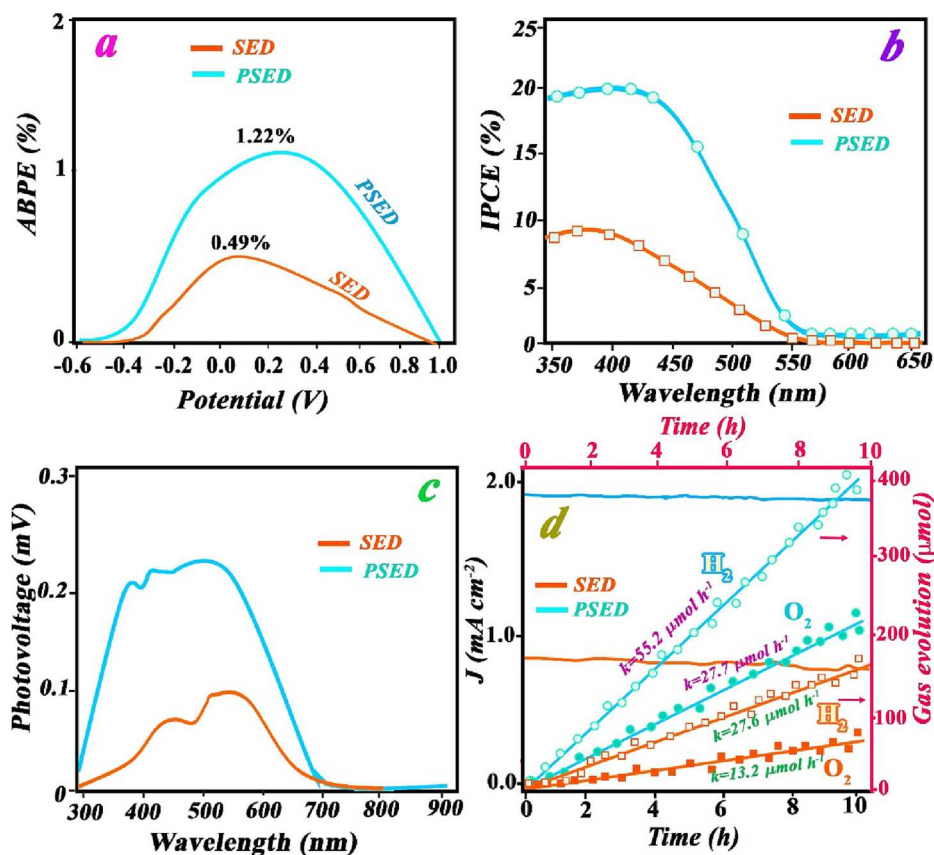 a
SED
PSED
1.22%
0.49%
PSED
SED
ABPE (%)
2
1
0
-0.6 -0.4 -0.2 0.0 0.2 0.4 0.6 0.8 1.0
Potential (V)
b
SED
PSED
IPCE (%)
25
20
15
10
5
0
350 400 450 500 550 600 650
Wavelength (nm)
c
SED
PSED
Photovoltage (mV)
0.3
0.2
0.1
0
300 400 500 600 700 800 900
Wavelength (nm)
Time (h)
0 2 4 6 8 10
d
SED
PSED
J (mA cm-2)
2.0
1.0
0.0
H2
k=55.2 μmol h-1
O2
k=27.7 μmol h-1
H2
k=27.6 μmol h-1
O2
k=13.2 μmol h-1
400
300
200
100
0
Gas evolution (μmol)
0 2 4 6 8 10
Time (h)